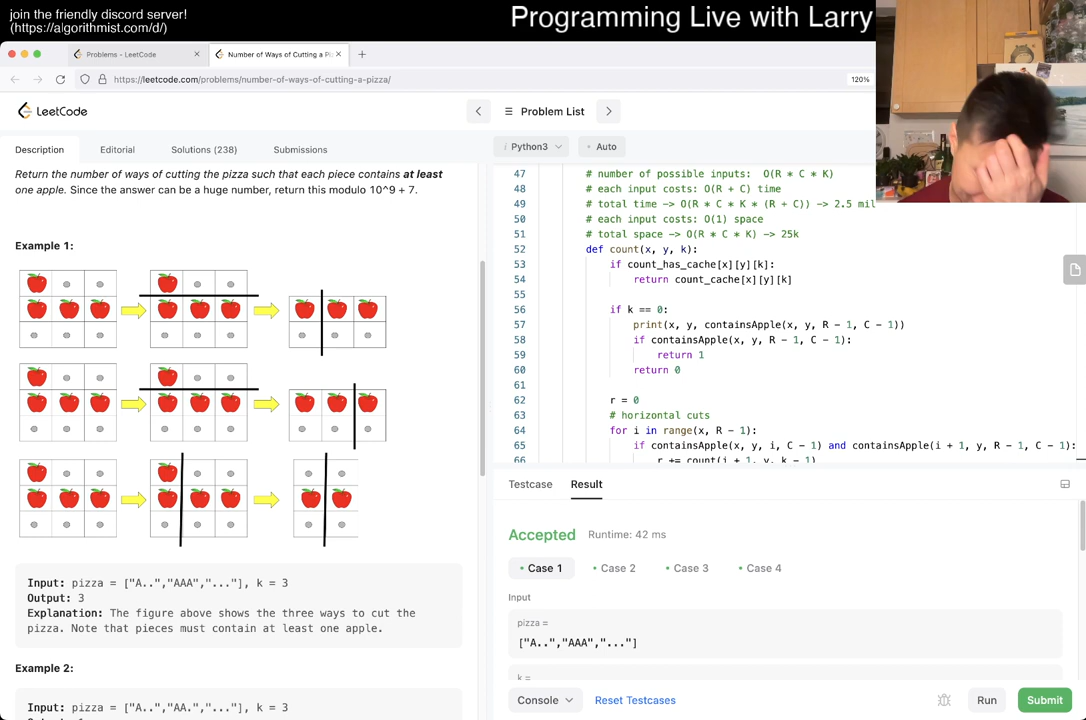 join the friendly discord server!
(https://algorithmist.com/d/)
Programming Live with Larry
Problems - LeetCode
Number of Ways of Cutting a Pi
https://leetcode.com/problems/number-of-ways-of-cutting-a-pizza/
120%
LeetCode
Problem List
Description
Editorial
Solutions (238)
Submissions
Python3
Auto
Return the number of ways of cutting the pizza such that each piece contains at least
one apple. Since the answer can be a huge number, return this modulo 10^9 + 7.
Example 1:
Input: pizza = ["A..","AAA","..."], k = 3
Output: 3
Explanation: The figure above shows the three ways to cut the
pizza. Note that pieces must contain at least one apple.
Example 2:
Input: pizza = ["A..","AA.","..."], k = 3
47 # number of possible inputs: O(R * C * K)
48 # each input costs: O(R + C) time
49 # total time -> O(R * C * K * (R + C)) -> 2.5 mil
50 # each input costs: O(1) space
51 # total space -> O(R * C * K) -> 25k
52 def count(x, y, k):
53 if count_has_cache[x][y][k]:
54 return count_cache[x][y][k]
55
56 if k == 0:
57 print(x, y, containsApple(x, y, R - 1, C - 1))
58 if containsApple(x, y, R - 1, C - 1):
59 return 1
60 return 0
61
62 r = 0
63 # horizontal cuts
64 for i in range(x, R - 1):
65 if containsApple(x, y, i, C - 1) and containsApple(i + 1, y, R - 1, C - 1):
66 r += count(i + 1, y, k - 1)
Testcase
Result
Accepted
Runtime: 42 ms
Case 1
Case 2
Case 3
Case 4
Input
pizza =
["A..","AAA","..."]
k =
Console
Reset Testcases
Run
Submit